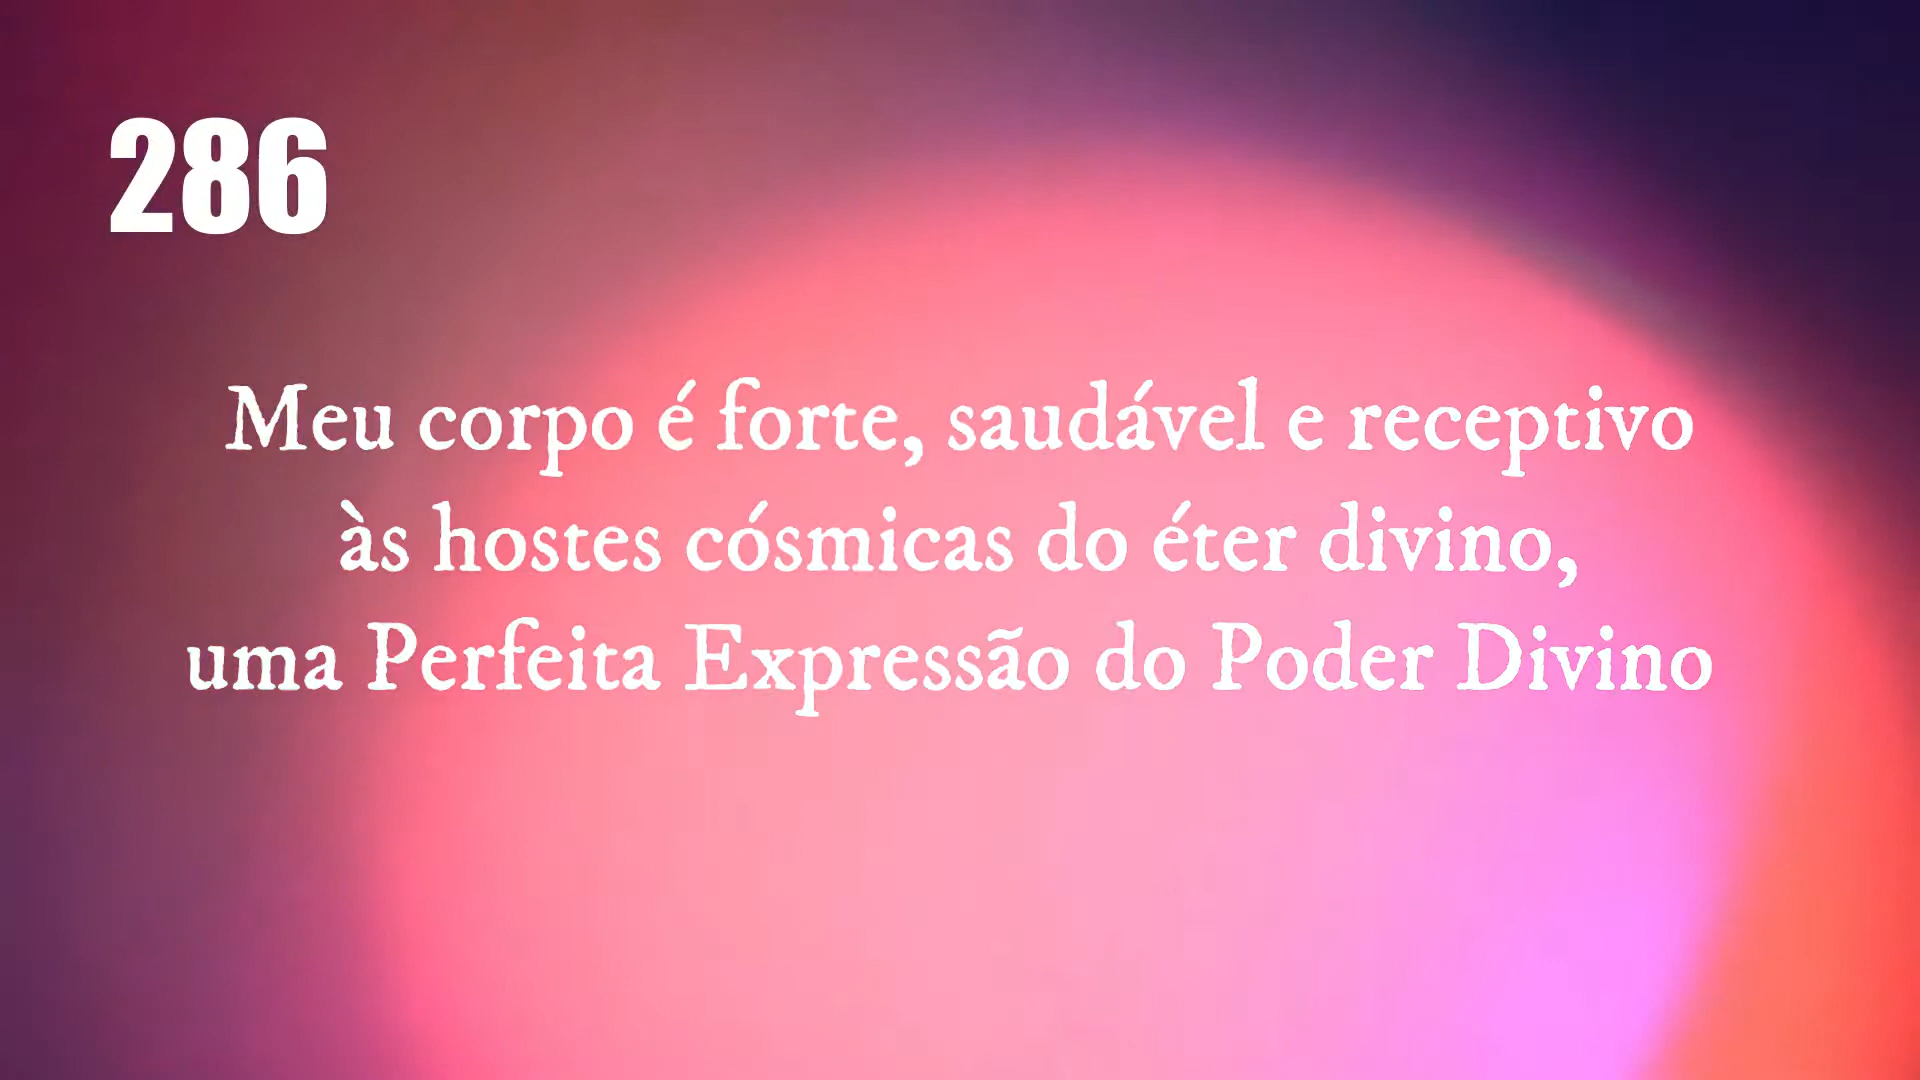 286
Meu corpo é forte, saudável e receptivo
às hostes cósmicas do éter divino,
uma Perfeita Expressão do Poder Divino